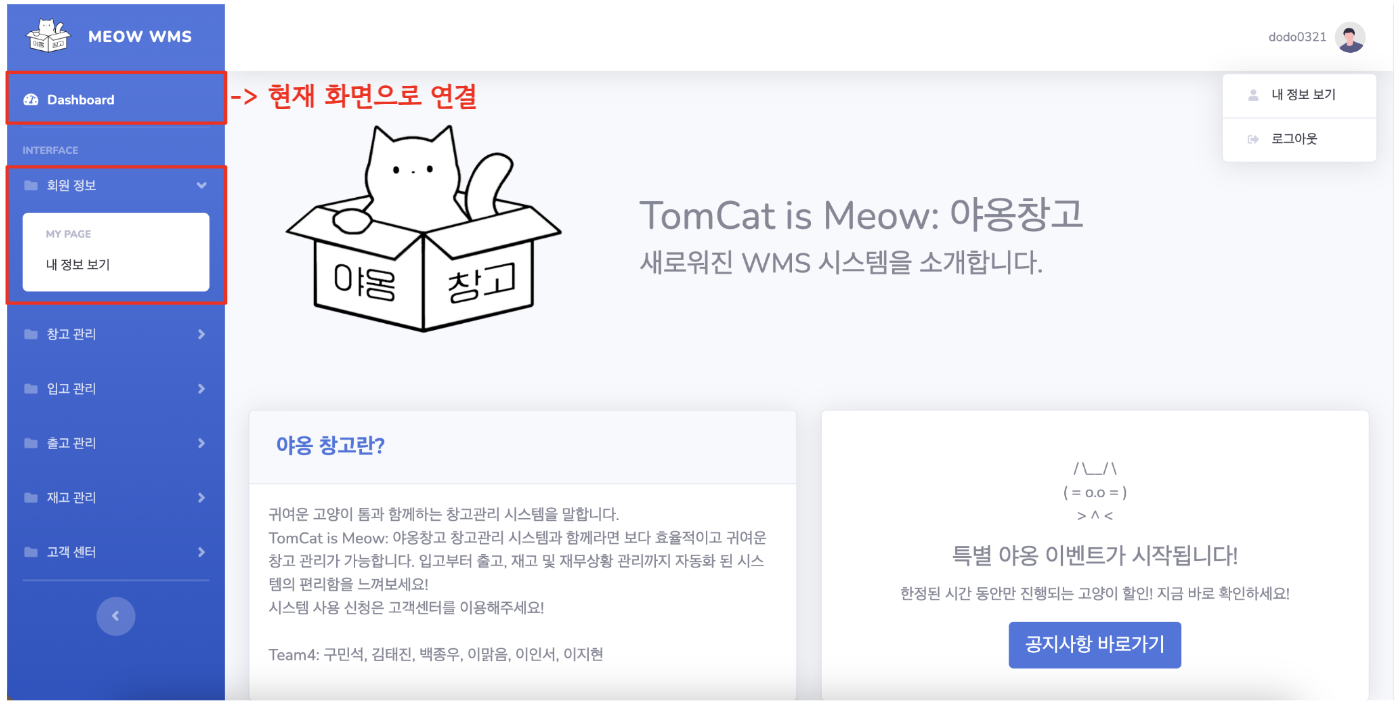 야옹 창고
MEOW WMS
dodo0321
Dashboard
-> 현재 화면으로 연결
내 정보 보기
로그아웃
INTERFACE
회원 정보
MY PAGE
내 정보 보기
창고 관리
입고 관리
출고 관리
재고 관리
고객 센터
야옹 창고
TomCat is Meow: 야옹창고
새로워진 WMS 시스템을 소개합니다.
야옹 창고란?
귀여운 고양이 톰과 함께하는 창고관리 시스템을 말합니다.
TomCat is Meow: 야옹창고 창고관리 시스템과 함께라면 보다 효율적이고 귀여운
창고 관리가 가능합니다. 입고부터 출고, 재고 및 재무상황 관리까지 자동화 된 시스
템의 편리함을 느껴보세요!
시스템 사용 신청은 고객센터를 이용해주세요!
Team4: 구민석, 김태진, 백종우, 이맑음, 이인서, 이지현
/ \__/ \
( = o.o = )
> ^ <
특별 야옹 이벤트가 시작됩니다!
한정된 시간 동안만 진행되는 고양이 할인! 지금 바로 확인하세요!
공지사항 바로가기